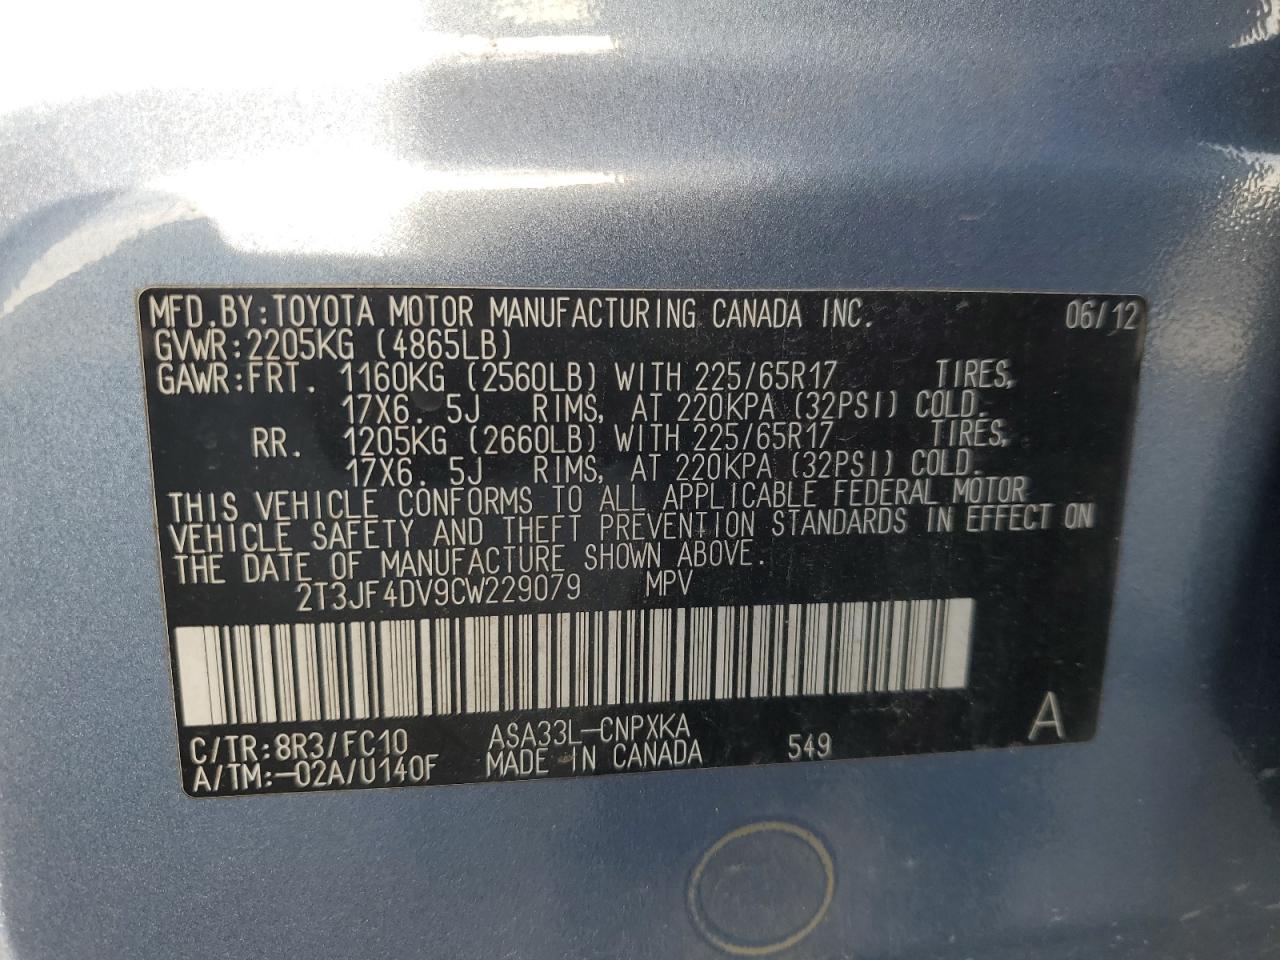 MFD.BY:TOYOTA MOTOR MANUFACTURING CANADA INC. 06/12
GVWR:2205KG (4865LB)
GAWR:FRT. 1160KG (2560LB) WITH 225/65R17 TIRES,
17X6.5J RIMS, AT 220KPA (32PSI) COLD.
RR. 1205KG (2660LB) WITH 225/65R17 TIRES,
17X6.5J RIMS, AT 220KPA (32PSI) COLD.
THIS VEHICLE CONFORMS TO ALL APPLICABLE FEDERAL MOTOR
VEHICLE SAFETY AND THEFT PREVENTION STANDARDS IN EFFECT ON
THE DATE OF MANUFACTURE SHOWN ABOVE.
2T3JF4DV9CW229079 MPV
C/TR:8R3/FC10 ASA33L-CNPXKA A
A/TM:-02A/U140F MADE IN CANADA 549